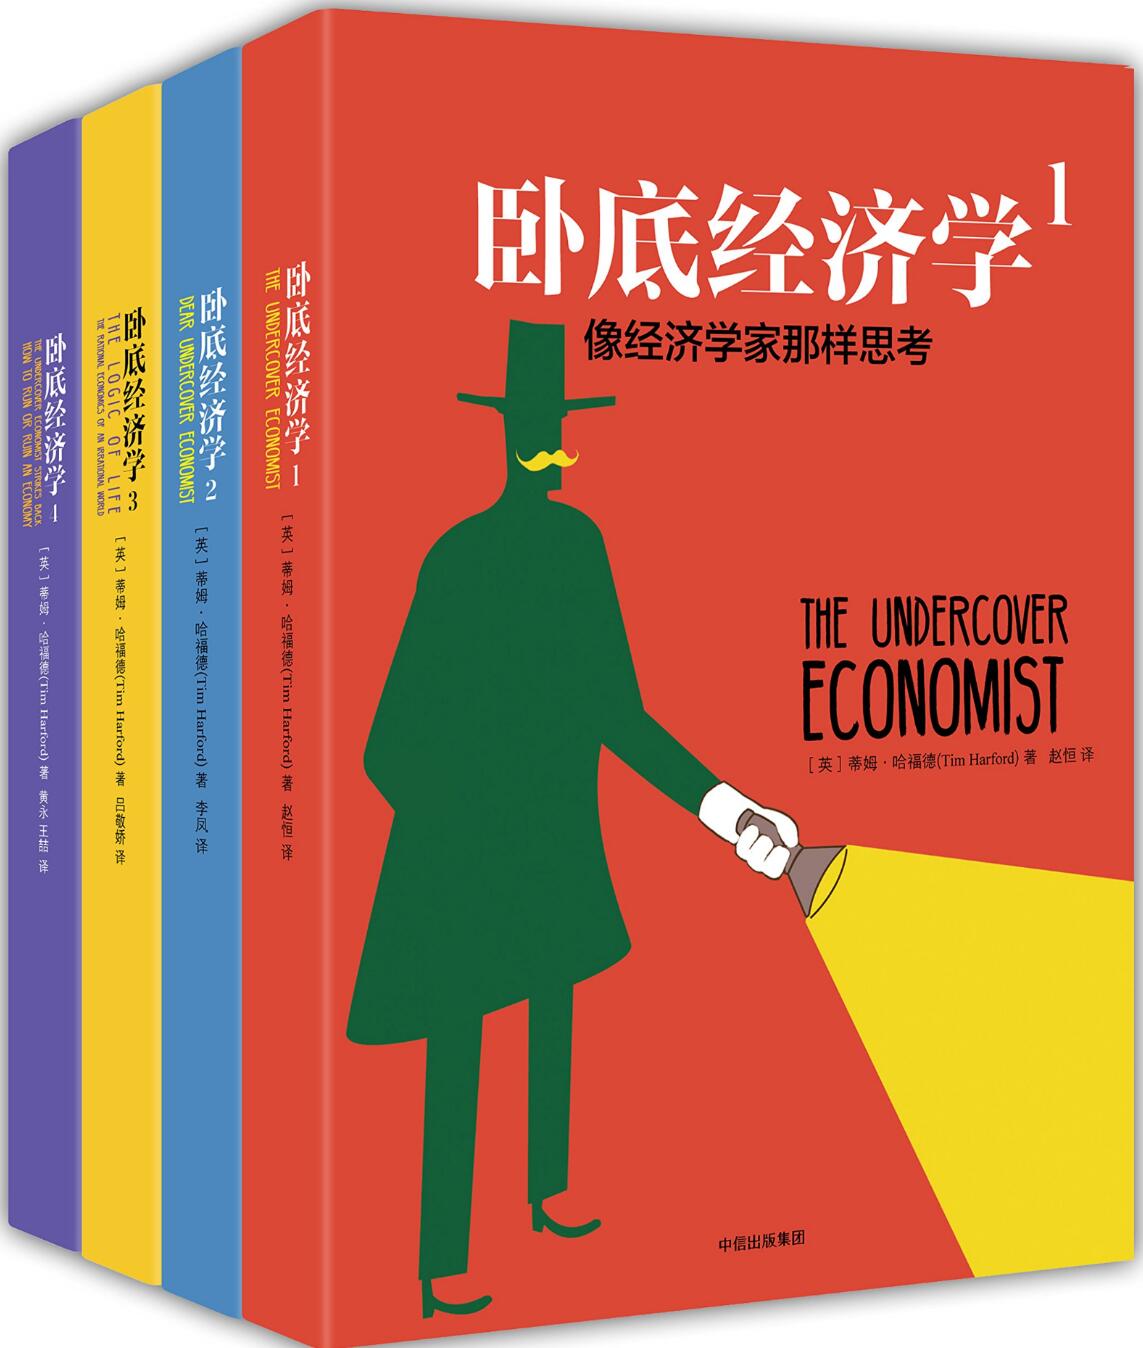 卧底经济学1
像经济学家那样思考
THE UNDERCOVER
ECONOMIST
[英]蒂姆·哈福德(Tim Harford) 著 赵恒 译
中信出版集团
卧底经济学1
THE UNDERCOVER ECONOMIST
[英]蒂姆·哈福德(Tim Harford) 著 赵恒 译
卧底经济学2
DEAR UNDERCOVER ECONOMIST
[英]蒂姆·哈福德(Tim Harford) 著 李凤 译
卧底经济学3
THE LOGIC OF LIFE
THE RATIONAL ECONOMICS OF AN IRRATIONAL WORLD
[英]蒂姆·哈福德(Tim Harford) 著 吕敬娇 译
卧底经济学4
THE UNDERCOVER ECONOMIST STRIKES BACK
HOW TO RUN OR RUIN AN ECONOMY
[英]蒂姆·哈福德(Tim Harford) 著 黄永 王喆 译